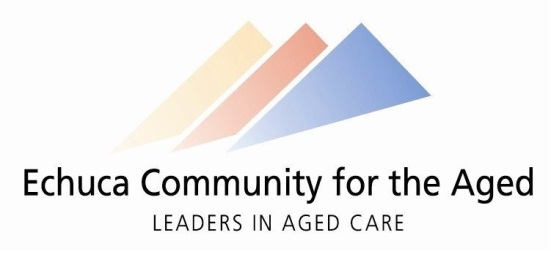 Echuca Community for the Aged
LEADERS IN AGED CARE